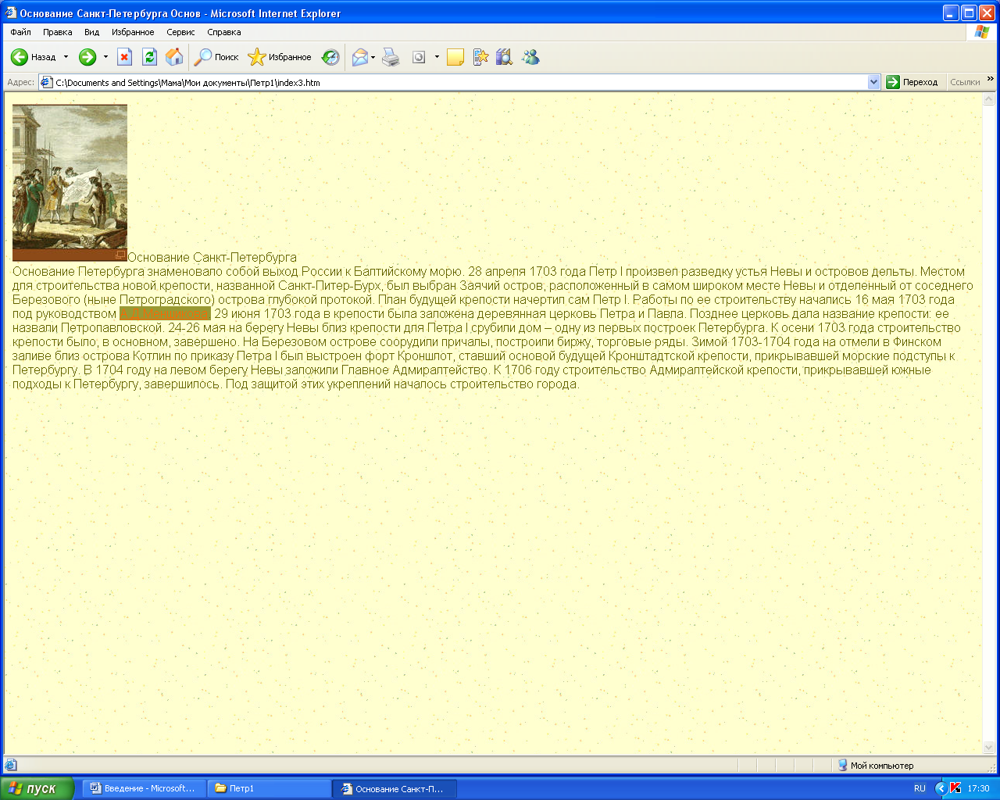 Основание Санкт-Петербурга Основ - Microsoft Internet Explorer
Файл Правка Вид Избранное Сервис Справка
Назад Поиск Избранное
Адрес: C:\Documents and Settings\Мама\Мои документы\Петр1\index3.htm Переход Ссылки »
Основание Санкт-Петербурга
Основание Петербурга знаменовало собой выход России к Балтийскому морю. 28 апреля 1703 года Петр I произвел разведку устья Невы и островов дельты. Местом
для строительства новой крепости, названной Санкт-Питер-Бурх, был выбран Заячий остров, расположенный в самом широком месте Невы и отделенный от соседнего
Березового (ныне Петроградского) острова глубокой протокой. План будущей крепости начертил сам Петр I. Работы по ее строительству начались 16 мая 1703 года
под руководством А.Д.Меншикова. 29 июня 1703 года в крепости была заложена деревянная церковь Петра и Павла. Позднее церковь дала название крепости: ее
назвали Петропавловской. 24-26 мая на берегу Невы близ крепости для Петра I срубили дом – одну из первых построек Петербурга. К осени 1703 года строительство
крепости было, в основном, завершено. На Березовом острове соорудили причалы, построили биржу, торговые ряды. Зимой 1703-1704 года на отмели в Финском
заливе близ острова Котлин по приказу Петра I был выстроен форт Кроншлот, ставший основой будущей Кронштадтской крепости, прикрывавшей морские подступы к
Петербургу. В 1704 году на левом берегу Невы заложили Главное Адмиралтейство. К 1706 году строительство Адмиралтейской крепости, прикрывавшей южные
подходы к Петербургу, завершилось. Под защитой этих укреплений началось строительство города.
Мой компьютер
пуск Введение - Microsoft... Петр1 Основание Санкт-П... RU 17:30